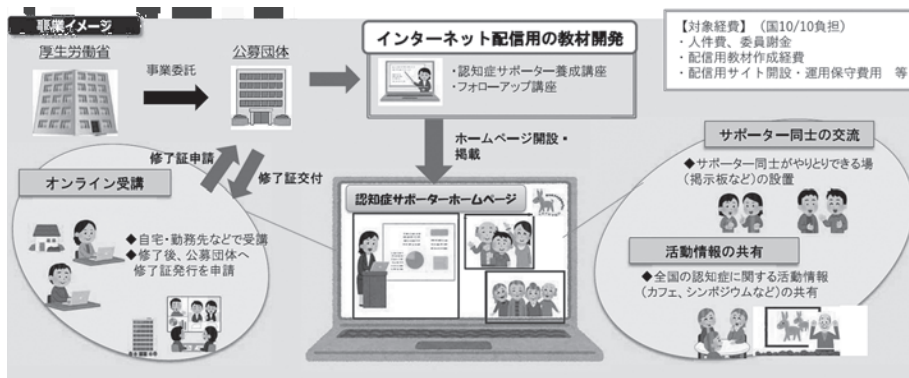 事業イメージ
厚生労働省
事業委託
公募団体
インターネット配信用の教材開発
・認知症サポーター養成講座
・フォローアップ講座
【対象経費】（国10/10負担）
・人件費、委員謝金
・配信用教材作成経費
・配信用サイト開設・運用保守費用　等
修了証申請
修了証交付
ホームページ開設・
掲載
オンライン受講
◆自宅・勤務先などで受講
◆修了後、公募団体へ
修了証発行を申請
認知症サポーターホームページ
サポーター同士の交流
◆サポーター同士がやりとりできる場
（掲示板など）の設置
活動情報の共有
◆全国の認知症に関する活動情報
（カフェ、シンポジウムなど）の共有